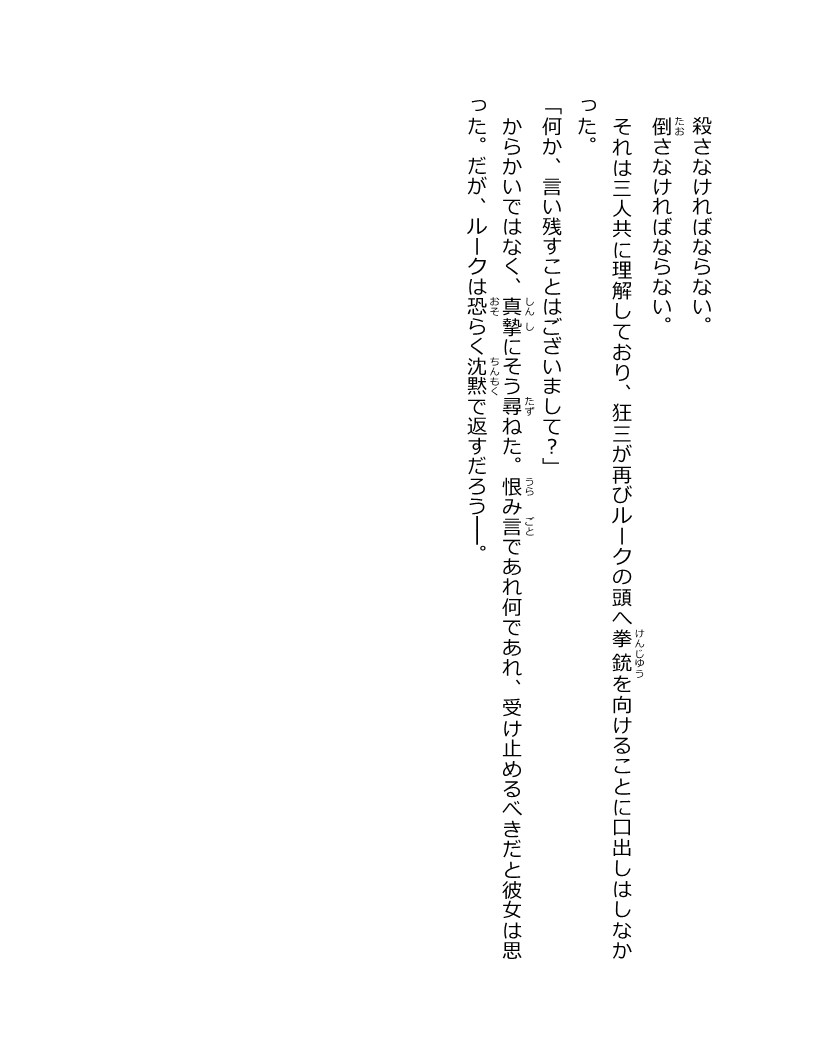 殺さなければならない。
倒さなければならない。
それは三人共に理解しており、狂三が再びルークの頭へ拳銃を向けることに口出しはしなか
った。
「何か、言い残すことはございまして？」
からかいではなく、真摯にそう尋ねた。恨み言であれ何であれ、受け止めるべきだと彼女は思
った。だが、ルークは恐らく沈黙で返すだろう──。